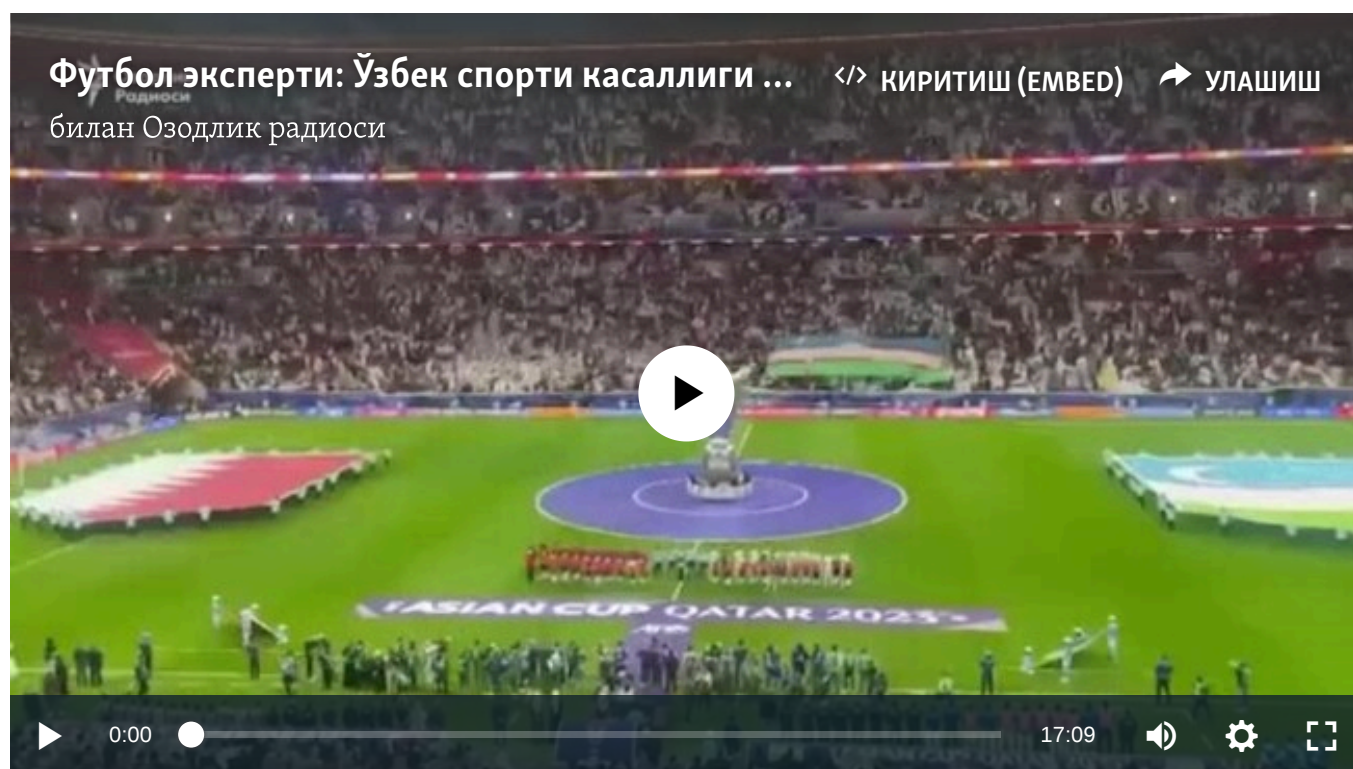 Футбол эксперти: Ўзбек спорти касаллиги ...
</> КИРИТИШ (EMBED)
УЛАШИШ
Радиоси
билан Озодлик радиоси
ASIAN CUP QATAR 2023
0:00
17:09